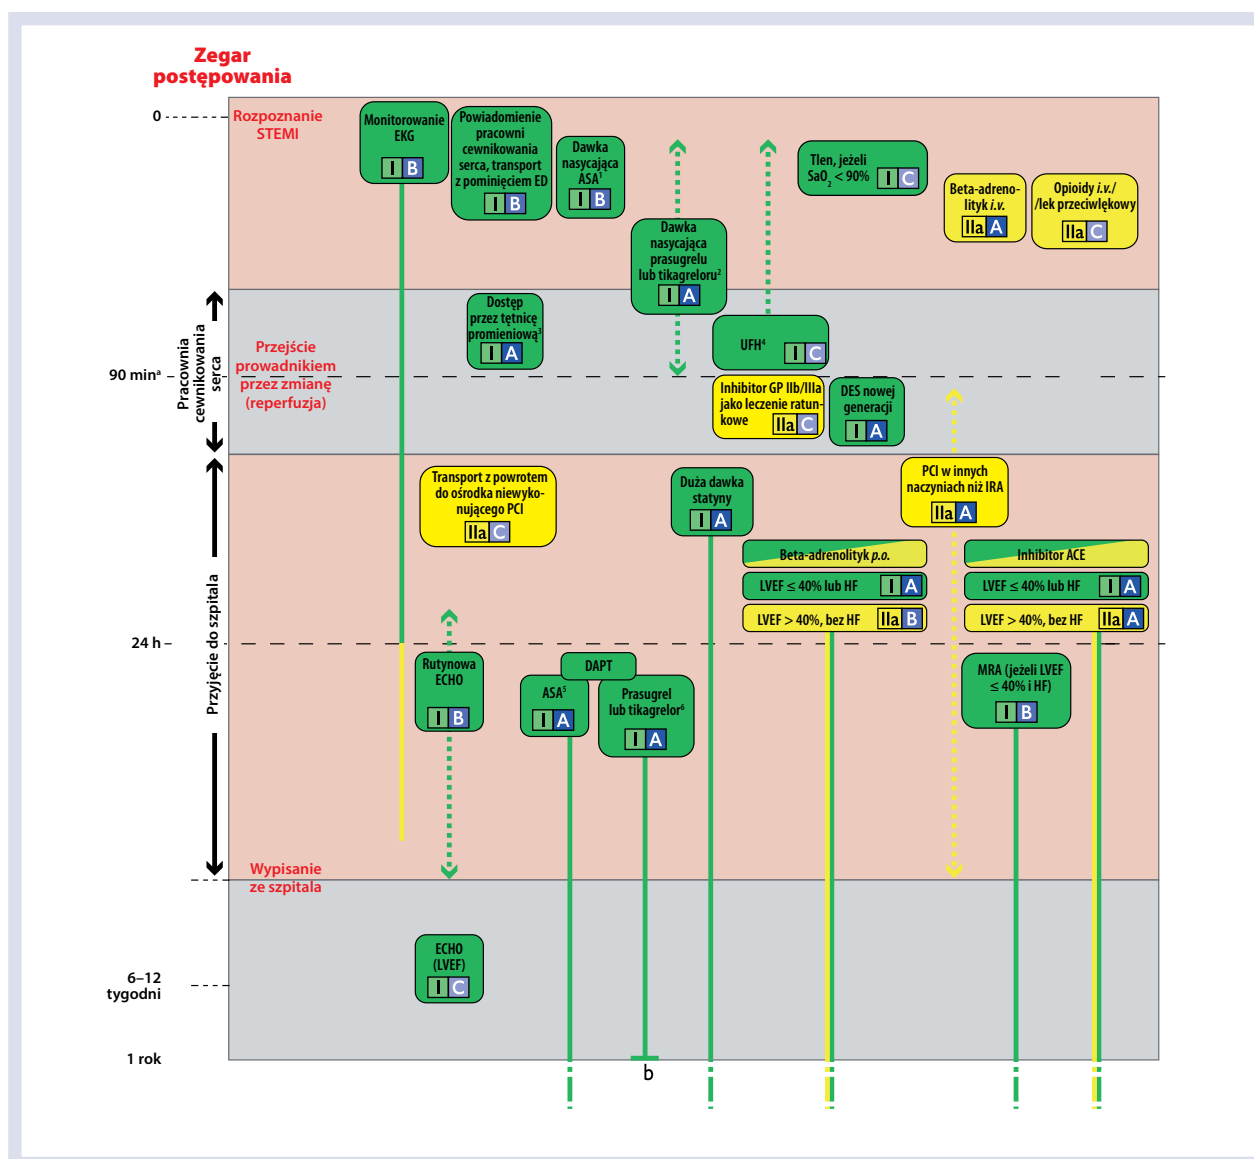 Zegar
postępowania
0
Rozpoznanie
STEMI
Monitorowanie
EKG
I B
Powiadomienie
pracowni
cewnikowania
serca, transport
z pominięciem ED
I B
Dawka
nasycająca
ASA¹
I B
Dawka
nasycająca
prasugrelu
lub tikagreloru²
I A
Tlen, jeżeli
SaO₂ < 90%
I C
Beta-adreno-
lityk i.v.
IIa A
Opioidy i.v./
/lek przeciwlękowy
IIa C
Pracownia
cewnikowania
serca
90 minᵃ
Przejście
prowadnikiem
przez zmianę
(reperfuzja)
Dostęp
przez tętnicę
promieniową³
I A
UFH⁴
I C
Inhibitor GP IIb/IIIa
jako leczenie ratun-
kowe
IIa C
DES nowej
generacji
I A
Przyjęcie do szpitala
Transport z powrotem
do ośrodka niewyko-
nującego PCI
IIa C
Duża dawka
statyny
I A
PCI w innych
naczyniach niż IRA
IIa A
Beta-adrenolityk p.o.
LVEF ≤ 40% lub HF
I A
LVEF > 40%, bez HF
IIa B
Inhibitor ACE
LVEF ≤ 40% lub HF
I A
LVEF > 40%, bez HF
IIa A
24 h
Rutynowa
ECHO
I B
DAPT
ASA⁵
I A
Prasugrel
lub tikagrelor⁶
I A
MRA (jeżeli LVEF
≤ 40% i HF)
I B
Wypisanie
ze szpitala
ECHO
(LVEF)
I C
6–12
tygodni
1 rok
b